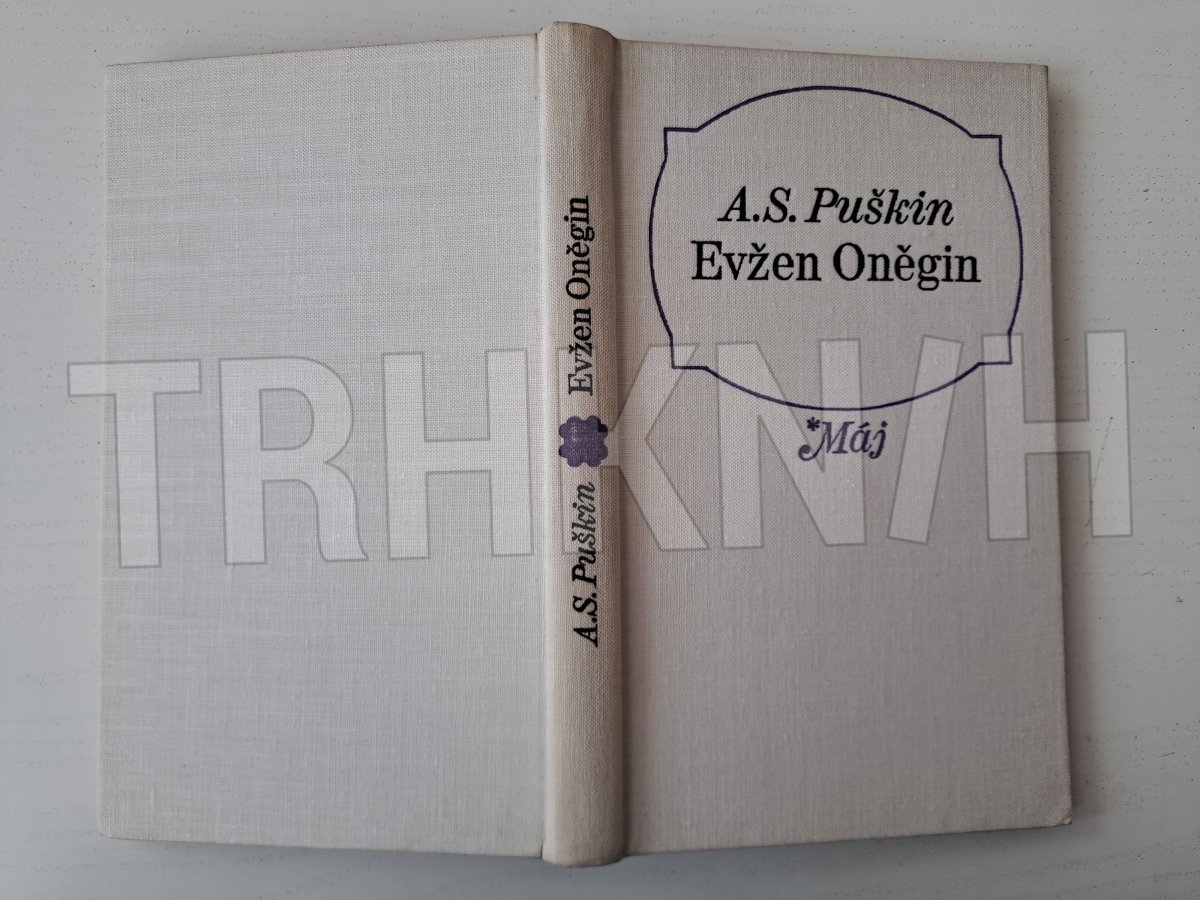 A.S. Puškin
Evžen Oněgin
*Máj
A.S. Puškin Evžen Oněgin
TRHKNIH